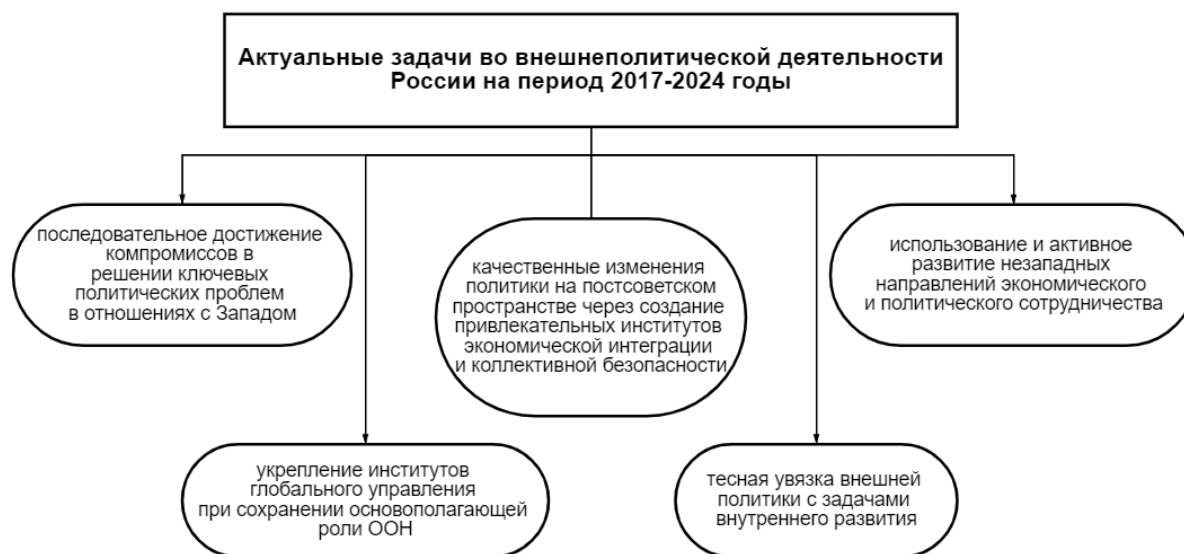 Актуальные задачи во внешнеполитической деятельности
России на период 2017-2024 годы
последовательное достижение
компромиссов в
решении ключевых
политических проблем
в отношениях с Западом
укрепление институтов
глобального управления
при сохранении основополагающей
роли ООН
качественные изменения
политики на постсоветском
пространстве через создание
привлекательных институтов
экономической интеграции
и коллективной безопасности
тесная увязка внешней
политики с задачами
внутреннего развития
использование и активное
развитие незападных
направлений экономического
и политического сотрудничества